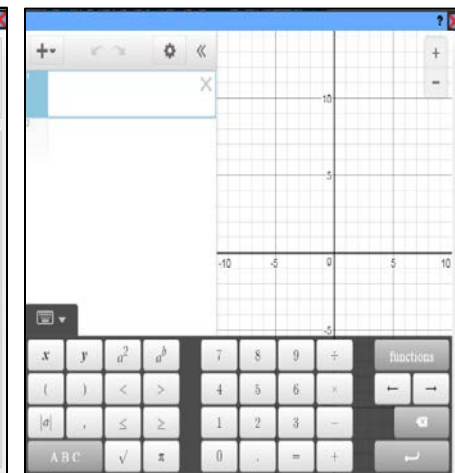 ?
+
«
+
−
10
5
-10 -5 0 5 10
-5
x y a² aᵇ 7 8 9 ÷ functions
( ) < > 4 5 6 × ← →
|a| , ≤ ≥ 1 2 3 −
A B C √ π 0 . = +